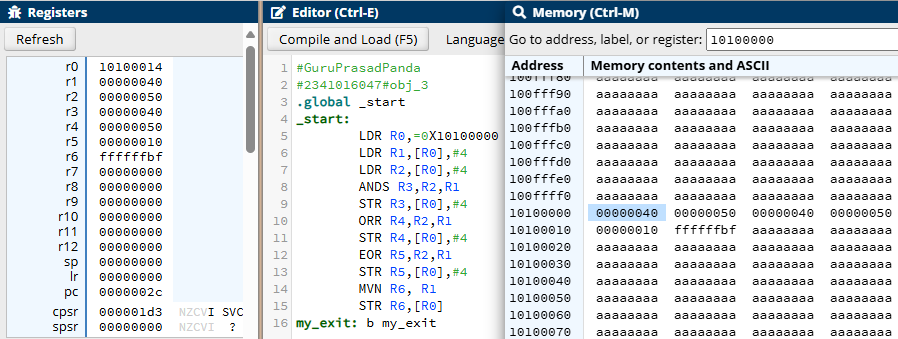 Registers
Refresh
r0 10100014
r1 00000040
r2 00000050
r3 00000040
r4 00000050
r5 00000010
r6 ffffffbf
r7 00000000
r8 00000000
r9 00000000
r10 00000000
r11 00000000
r12 00000000
sp 00000000
lr 00000000
pc 0000002c
cpsr 000001d3 NZCVI SVC
spsr 00000000 NZCVI ?
Editor (Ctrl-E)
Compile and Load (F5) Language
1 #GuruPrasadPanda
2 #2341016047#obj_3
3 .global _start
4 _start:
5 LDR R0,=0X10100000
6 LDR R1,[R0],#4
7 LDR R2,[R0],#4
8 ANDS R3,R2,R1
9 STR R3,[R0],#4
10 ORR R4,R2,R1
11 STR R4,[R0],#4
12 EOR R5,R2,R1
13 STR R5,[R0],#4
14 MVN R6, R1
15 STR R6,[R0]
16 my_exit: b my_exit
Memory (Ctrl-M)
Go to address, label, or register: 10100000
Address Memory contents and ASCII
100fff80 aaaaaaaa aaaaaaaa aaaaaaaa aaaaaaaa
100fff90 aaaaaaaa aaaaaaaa aaaaaaaa aaaaaaaa
100fffa0 aaaaaaaa aaaaaaaa aaaaaaaa aaaaaaaa
100fffb0 aaaaaaaa aaaaaaaa aaaaaaaa aaaaaaaa
100fffc0 aaaaaaaa aaaaaaaa aaaaaaaa aaaaaaaa
100fffd0 aaaaaaaa aaaaaaaa aaaaaaaa aaaaaaaa
100fffe0 aaaaaaaa aaaaaaaa aaaaaaaa aaaaaaaa
100ffff0 aaaaaaaa aaaaaaaa aaaaaaaa aaaaaaaa
10100000 00000040 00000050 00000040 00000050
10100010 00000010 ffffffbf aaaaaaaa aaaaaaaa
10100020 aaaaaaaa aaaaaaaa aaaaaaaa aaaaaaaa
10100030 aaaaaaaa aaaaaaaa aaaaaaaa aaaaaaaa
10100040 aaaaaaaa aaaaaaaa aaaaaaaa aaaaaaaa
10100050 aaaaaaaa aaaaaaaa aaaaaaaa aaaaaaaa
10100060 aaaaaaaa aaaaaaaa aaaaaaaa aaaaaaaa
10100070 aaaaaaaa aaaaaaaa aaaaaaaa aaaaaaaa